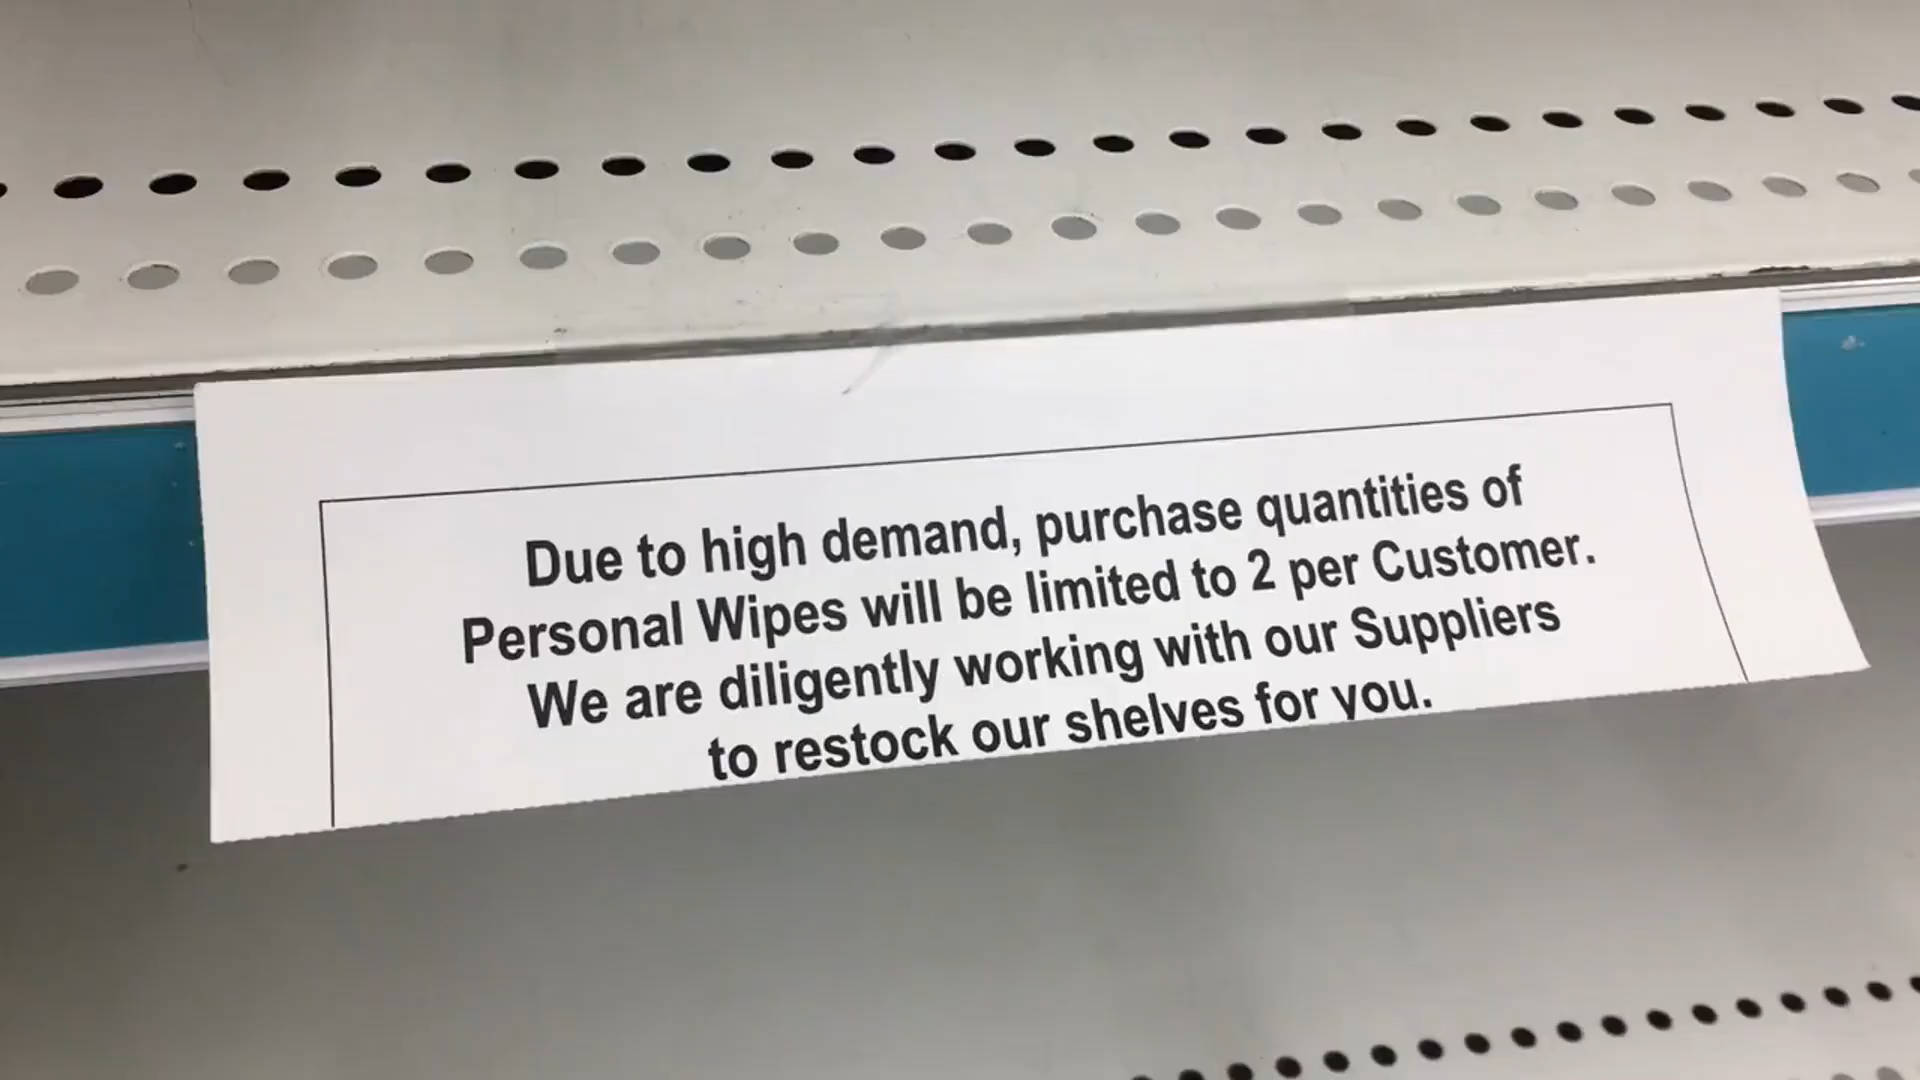 Due to high demand, purchase quantities of
Personal Wipes will be limited to 2 per Customer.
We are diligently working with our Suppliers
to restock our shelves for you.